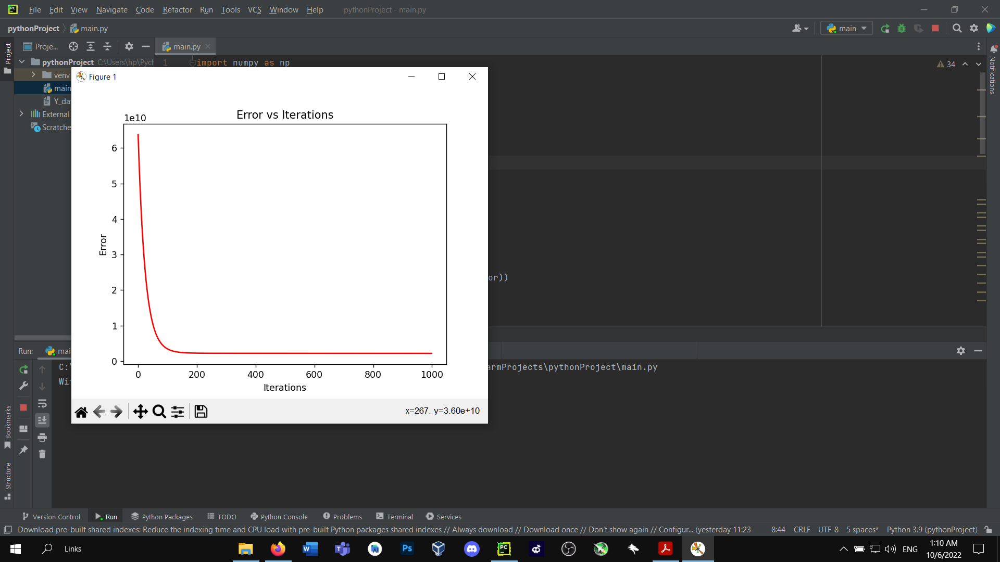 File Edit View Navigate Code Refactor Run Tools VCS Window Help pythonProject - main.py
pythonProject main.py main
Project Proje... main.py
pythonProject C:\Users\hp\Pych 1 import numpy as np
34
venv
main
Y_da
External
Scratche
Notifications
Figure 1
Error vs Iterations
1e10
6
5
4
3
2
1
0
Error
0 200 400 600 800 1000
Iterations
x=267. y=3.60e+10
or))
Run: mai
C:\ armProjects\pythonProject\main.py
Wi
Bookmarks
Structure
Version Control Run Python Packages TODO Python Console Problems Terminal Services
Download pre-built shared indexes: Reduce the indexing time and CPU load with pre-built Python packages shared indexes // Always download // Download once // Don't show again // Configur... (yesterday 11:23 8:44 CRLF UTF-8 5 spaces* Python 3.9 (pythonProject)
Links ENG 1:10 AM
10/6/2022